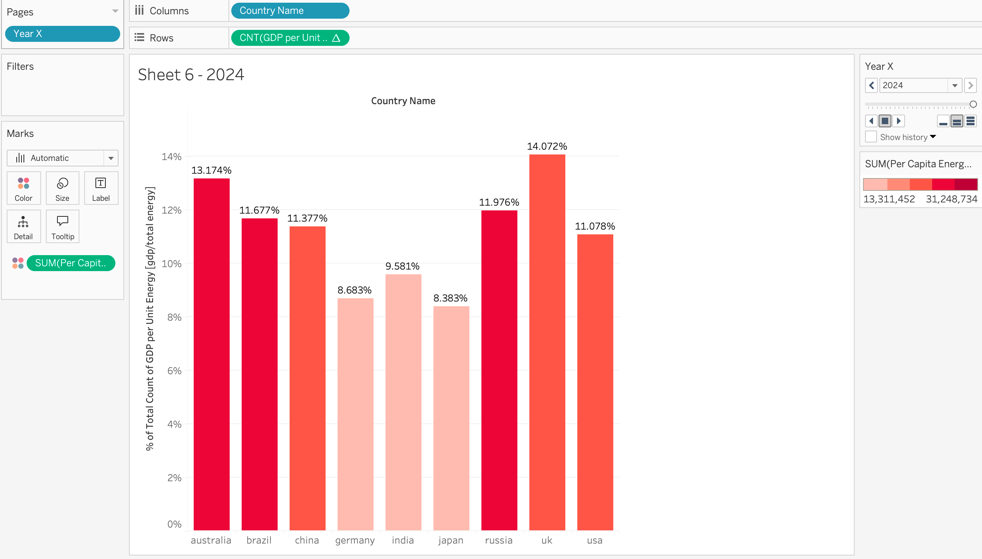 Pages
Year X
Columns
Country Name
Rows
CNT(GDP per Unit ..
Filters
Marks
Automatic
Color
Size
Label
Detail
Tooltip
SUM(Per Capit..
Sheet 6 - 2024
Country Name
% of Total Count of GDP per Unit Energy [gdp/total energy]
14%
12%
10%
8%
6%
4%
2%
0%
13.174%
11.677%
11.377%
8.683%
9.581%
8.383%
11.976%
14.072%
11.078%
australia
brazil
china
germany
india
japan
russia
uk
usa
Year X
2024
Show history
SUM(Per Capita Energ...
13,311,452 31,248,734